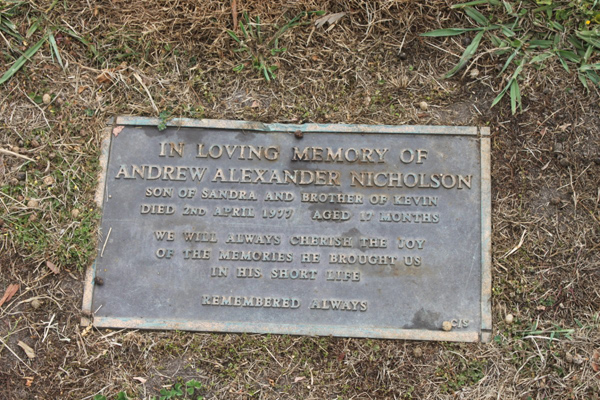 IN LOVING MEMORY OF
ANDREW ALEXANDER NICHOLSON
SON OF SANDRA AND BROTHER OF KEVIN
DIED 2ND APRIL 1977 AGED 17 MONTHS
WE WILL ALWAYS CHERISH THE JOY
OF THE MEMORIES HE BROUGHT US
IN HIS SHORT LIFE
REMEMBERED ALWAYS